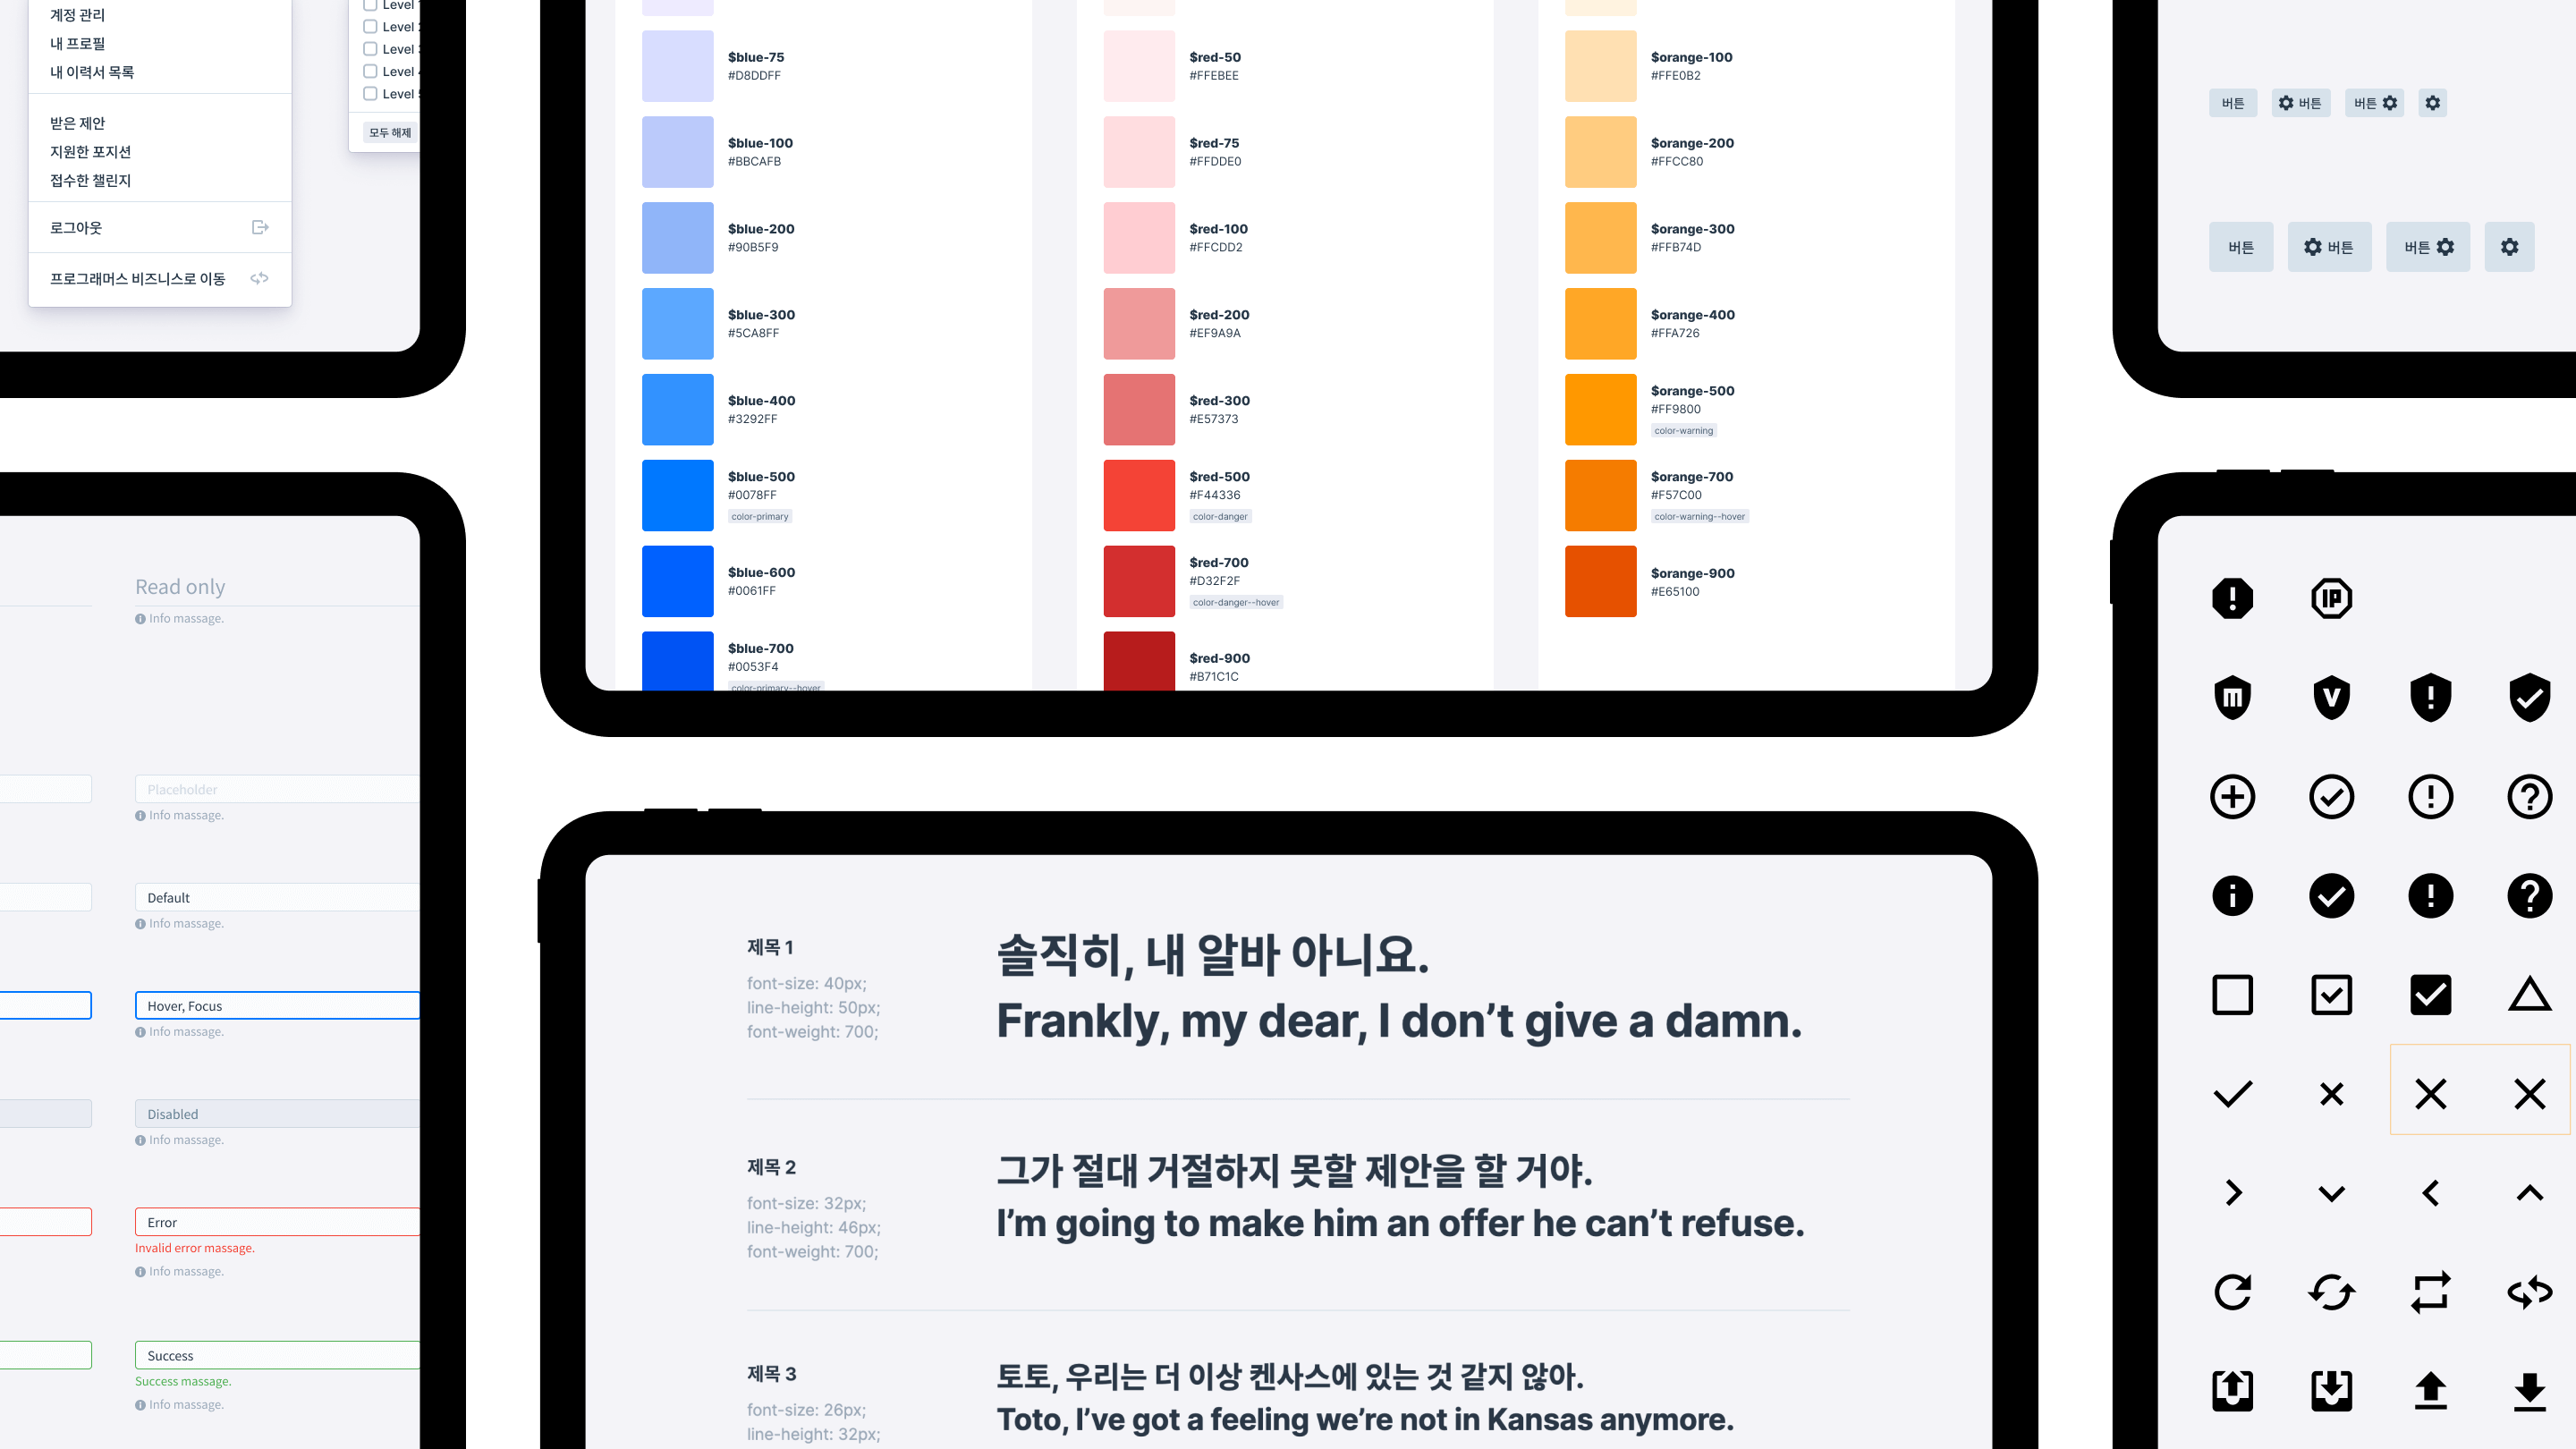 계정 관리
내 프로필
내 이력서 목록
받은 제안
지원한 포지션
접수한 챌린지
로그아웃
프로그래머스 비즈니스로 이동
Level
Level
Level
Level
Level
모두 해제
Read only
Info massage.
Placeholder
Info massage.
Default
Info massage.
Hover, Focus
Info massage.
Disabled
Info massage.
Error
Invalid error massage.
Info massage.
Success
Success massage.
Info massage.
$blue-75
#D8DDFF
$blue-100
#BBCAFB
$blue-200
#90B5F9
$blue-300
#5CA8FF
$blue-400
#3292FF
$blue-500
#0078FF
color-primary
$blue-600
#0061FF
$blue-700
#0053F4
color-primary--hover
$red-50
#FFEBEE
$red-75
#FFDDE0
$red-100
#FFCDD2
$red-200
#EF9A9A
$red-300
#E57373
$red-500
#F44336
color-danger
$red-700
#D32F2F
color-danger--hover
$red-900
#B71C1C
$orange-100
#FFE0B2
$orange-200
#FFCC80
$orange-300
#FFB74D
$orange-400
#FFA726
$orange-500
#FF9800
color-warning
$orange-700
#F57C00
color-warning--hover
$orange-900
#E65100
제목 1
font-size: 40px;
line-height: 50px;
font-weight: 700;
솔직히, 내 알바 아니요.
Frankly, my dear, I don’t give a damn.
제목 2
font-size: 32px;
line-height: 46px;
font-weight: 700;
그가 절대 거절하지 못할 제안을 할 거야.
I’m going to make him an offer he can’t refuse.
제목 3
font-size: 26px;
line-height: 32px;
토토, 우리는 더 이상 켄사스에 있는 것 같지 않아.
Toto, I’ve got a feeling we’re not in Kansas anymore.
버튼 버튼 버튼
버튼 버튼 버튼
IP
m V